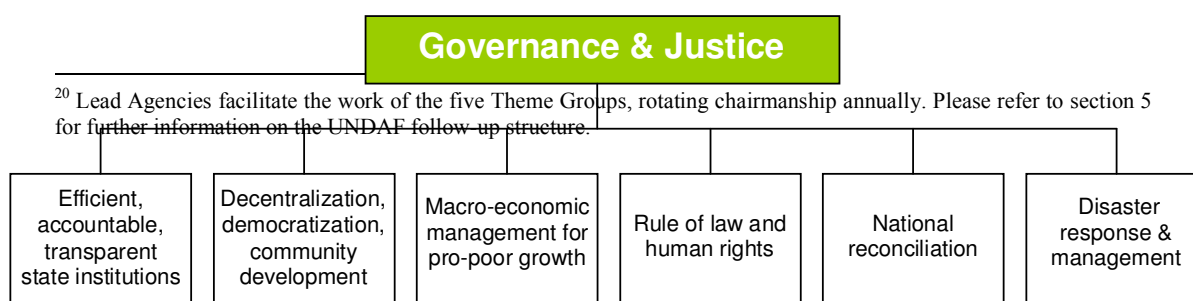 Governance & Justice
20 Lead Agencies facilitate the work of the five Theme Groups, rotating chairmanship annually. Please refer to section 5
for further information on the UNDAF follow-up structure.
Efficient,
accountable,
transparent
state institutions
Decentralization,
democratization,
community
development
Macro-economic
management for
pro-poor growth
Rule of law and
human rights
National
reconciliation
Disaster
response &
management